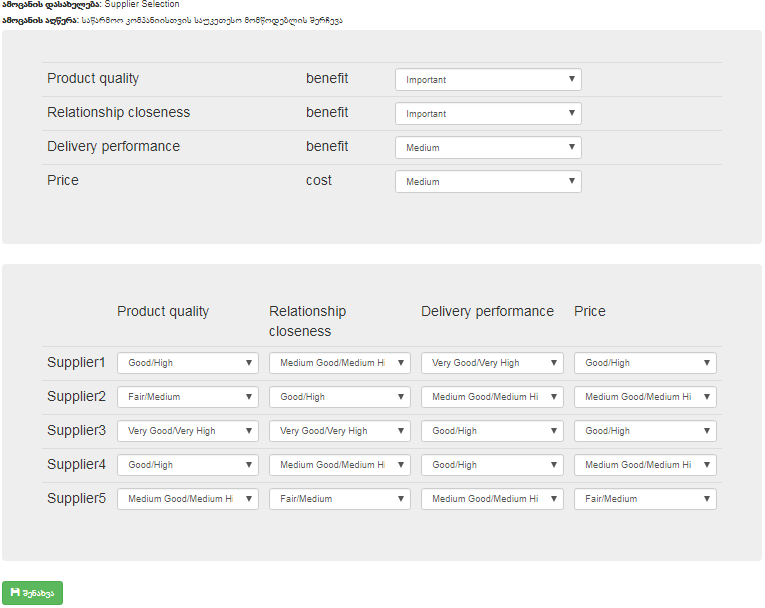 ამოცანის დასახელება: Supplier Selection
ამოცანის აღწერა: საწარმოო კომპანიისთვის საუკეთესო მომწოდებლის შერჩევა
Product quality benefit Important
Relationship closeness benefit Important
Delivery performance benefit Medium
Price cost Medium
Product quality Relationship closeness Delivery performance Price
Supplier1 Good/High Medium Good/Medium Hi Very Good/Very High Good/High
Supplier2 Fair/Medium Good/High Medium Good/Medium Hi Medium Good/Medium Hi
Supplier3 Very Good/Very High Very Good/Very High Good/High Good/High
Supplier4 Good/High Medium Good/Medium Hi Good/High Medium Good/Medium Hi
Supplier5 Medium Good/Medium Hi Fair/Medium Medium Good/Medium Hi Fair/Medium
შენახვა